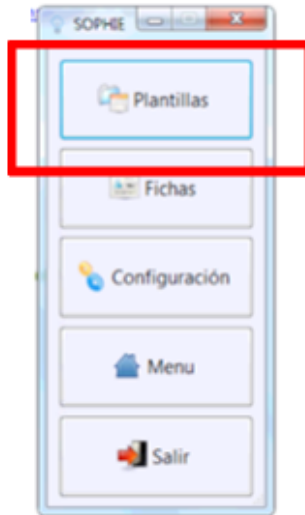 SOPHIE
Plantillas
Fichas
Configuración
Menu
Salir